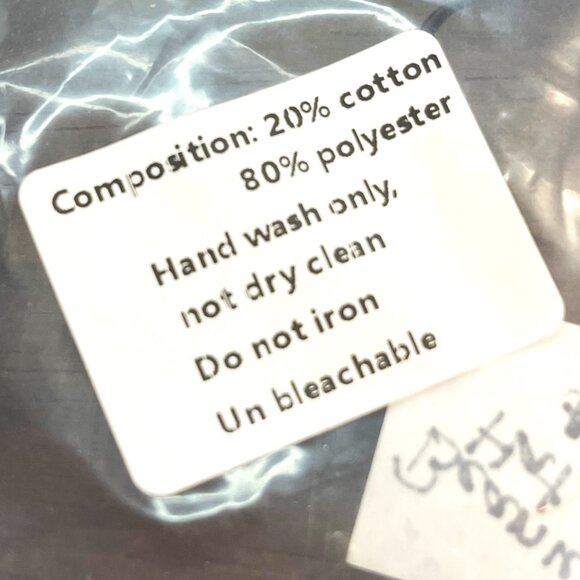 Composition: 20% cotton
80% polyester
Hand wash only,
not dry clean
Do not iron
Un bleachable